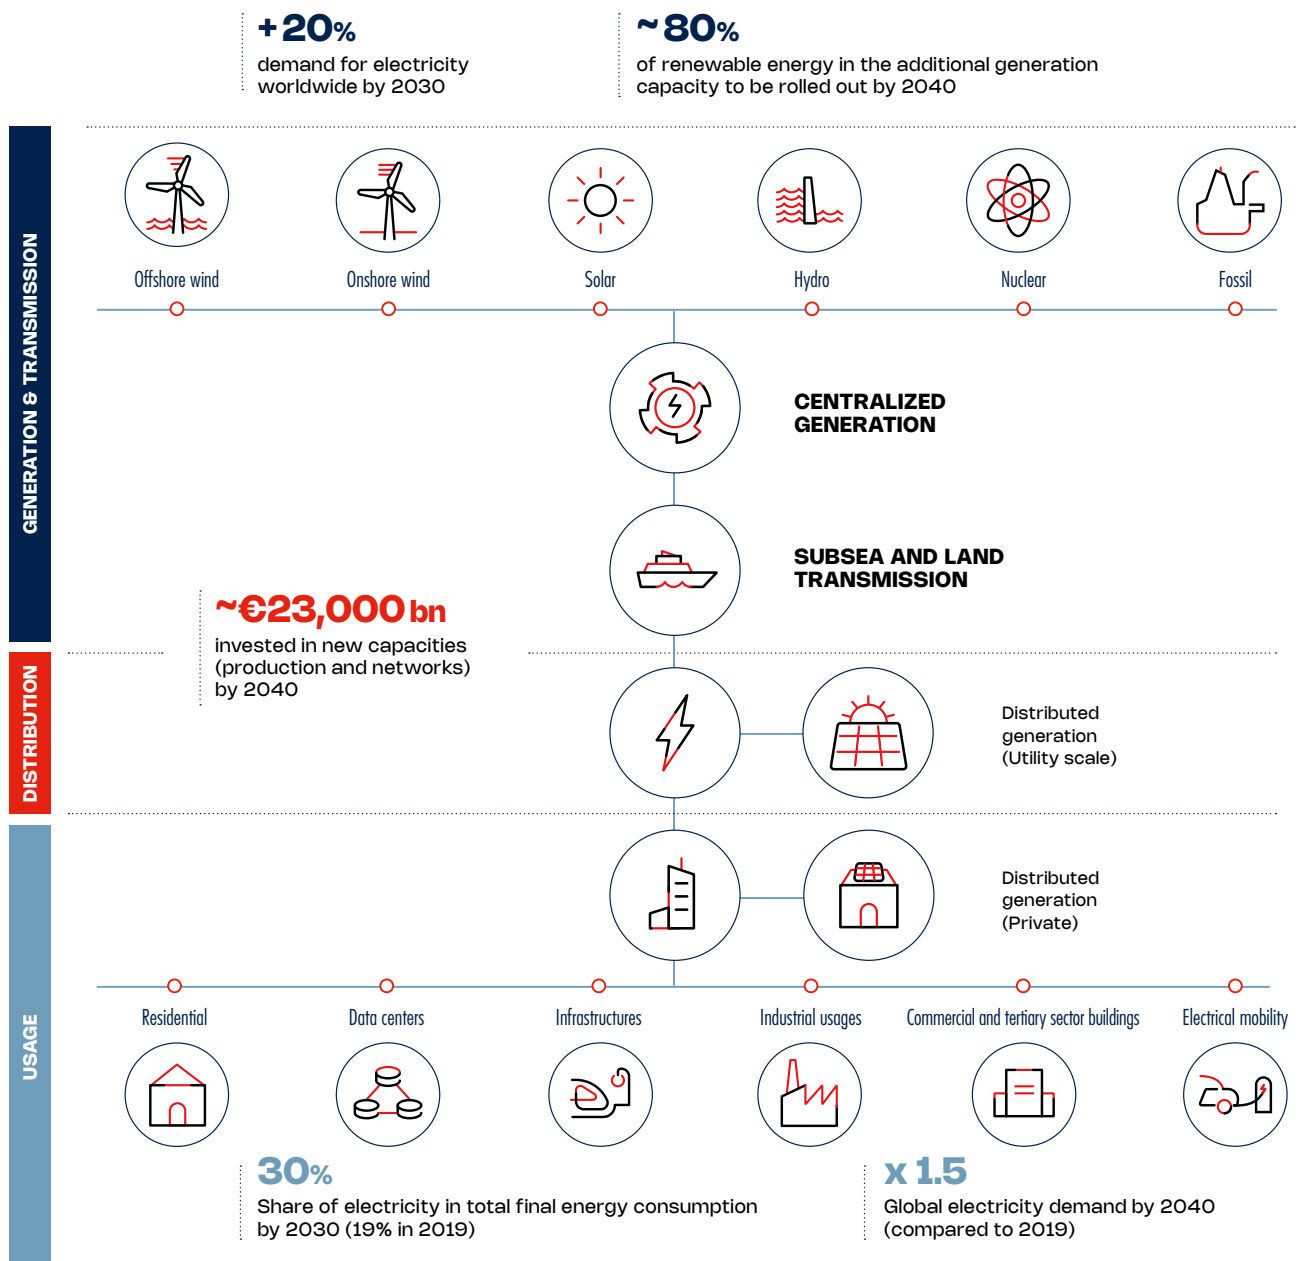 +20%
demand for electricity
worldwide by 2030
~80%
of renewable energy in the additional generation
capacity to be rolled out by 2040
GENERATION & TRANSMISSION
Offshore wind
Onshore wind
Solar
Hydro
Nuclear
Fossil
CENTRALIZED
GENERATION
SUBSEA AND LAND
TRANSMISSION
~€23,000 bn
invested in new capacities
(production and networks)
by 2040
DISTRIBUTION
Distributed
generation
(Utility scale)
USAGE
Distributed
generation
(Private)
Residential
Data centers
Infrastructures
Industrial usages
Commercial and tertiary sector buildings
Electrical mobility
30%
Share of electricity in total final energy consumption
by 2030 (19% in 2019)
x 1.5
Global electricity demand by 2040
(compared to 2019)